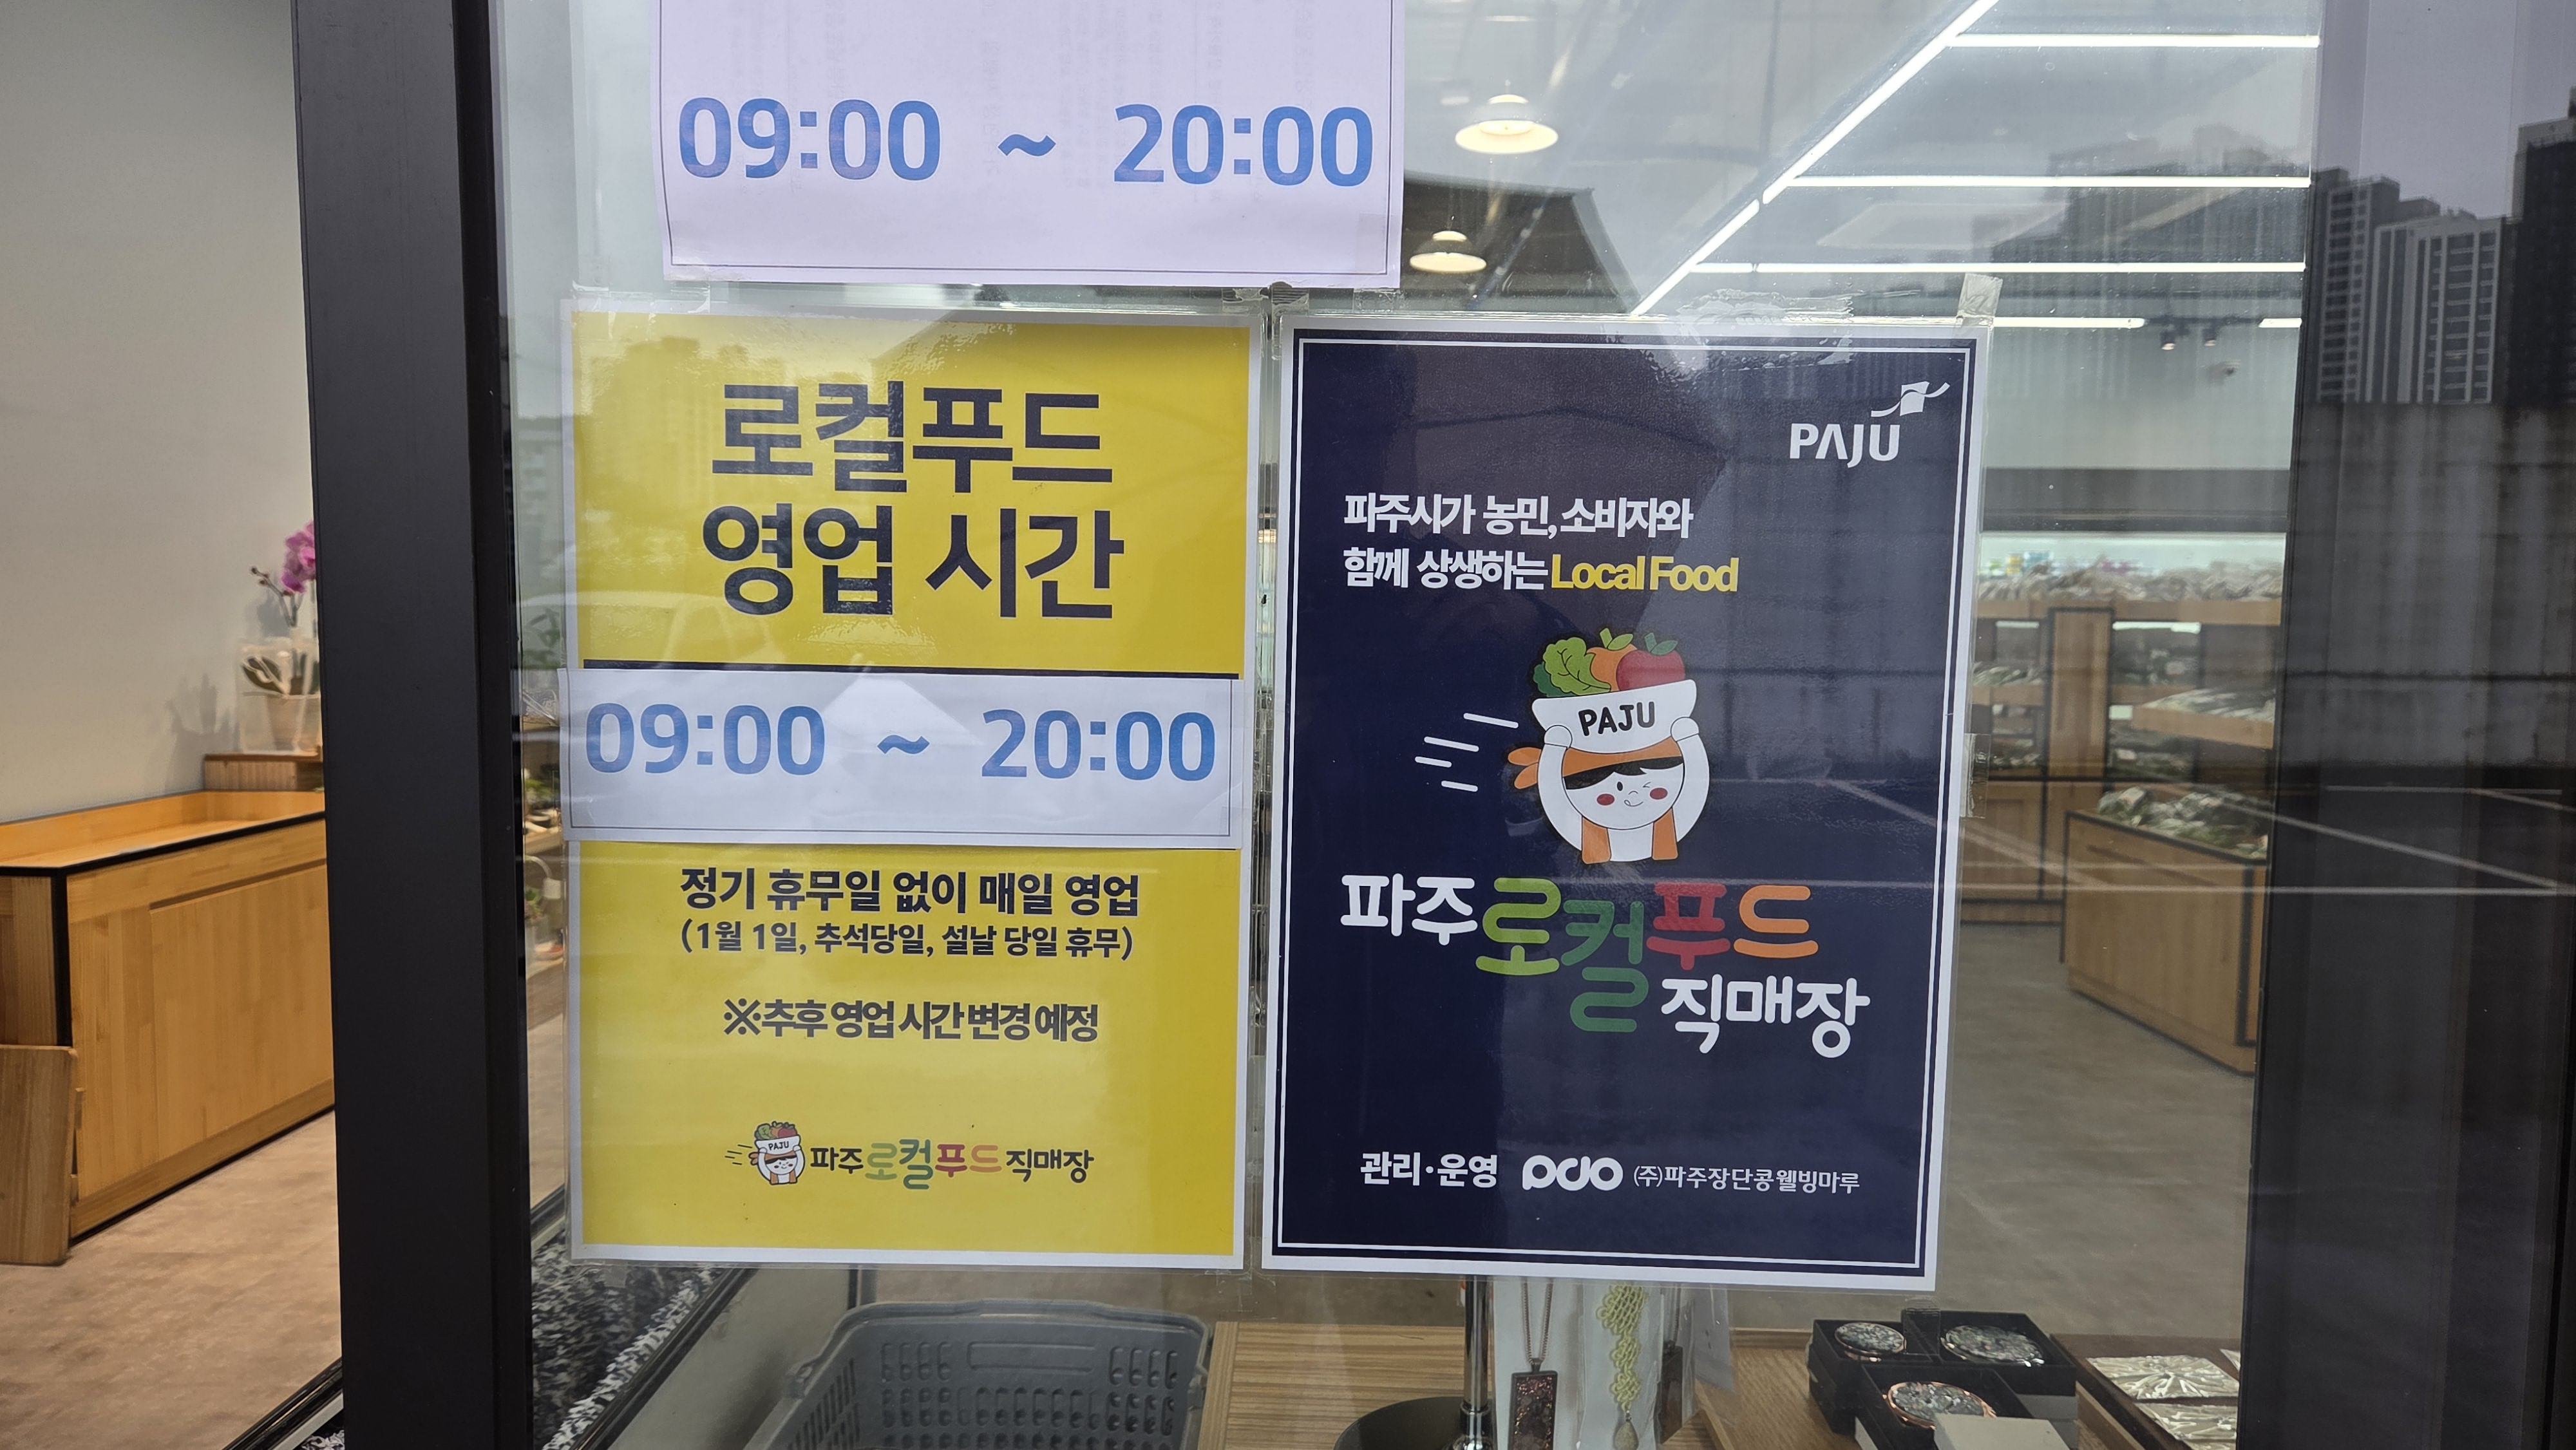 09:00 ~ 20:00
로컬푸드
영업 시간
09:00 ~ 20:00
정기 휴무일 없이 매일 영업
(1월 1일, 추석당일, 설날 당일 휴무)
※추후 영업 시간 변경 예정
PAJU
파주로컬푸드 직매장
PAJU
파주시가 농민, 소비자와
함께 상생하는 Local Food
PAJU
파주로컬푸드
직매장
관리·운영 (주)파주장단콩웰빙마루